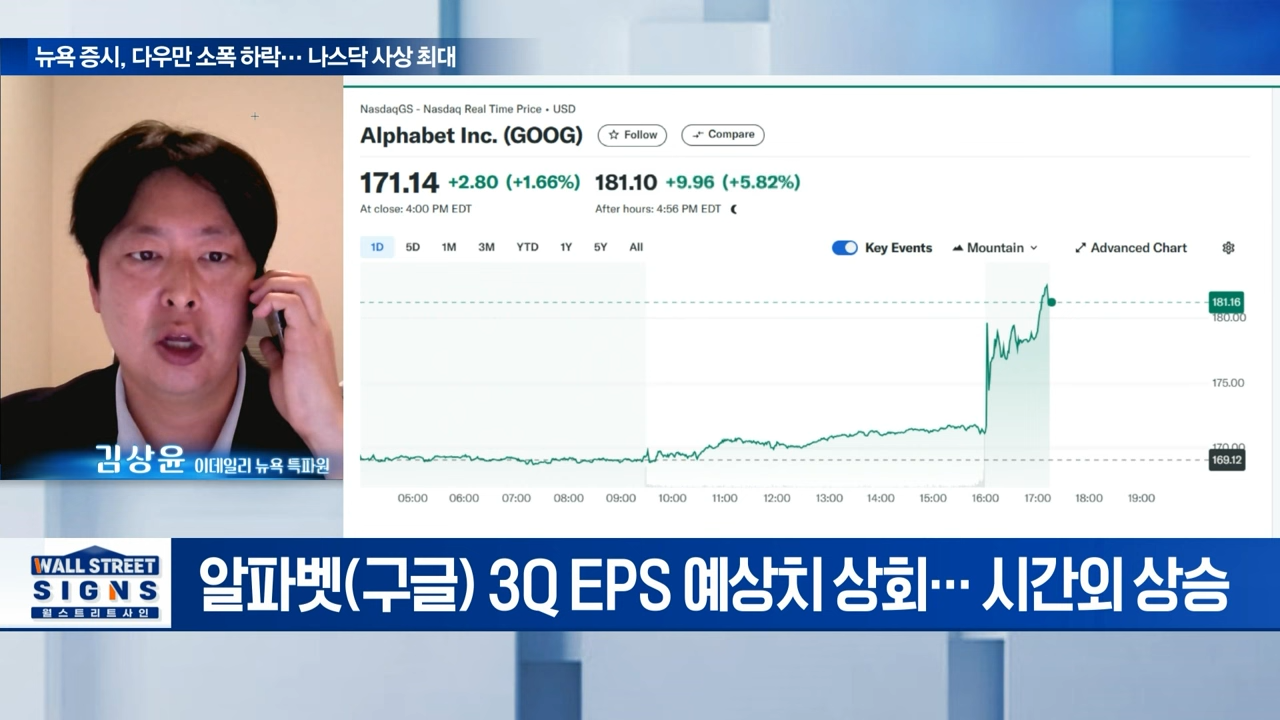 뉴욕 증시, 다우만 소폭 하락… 나스닥 사상 최대
NasdaqGS - Nasdaq Real Time Price • USD
Alphabet Inc. (GOOG) Follow Compare
171.14 +2.80 (+1.66%) 181.10 +9.96 (+5.82%)
At close: 4:00 PM EDT After hours: 4:56 PM EDT
1D 5D 1M 3M YTD 1Y 5Y All Key Events Mountain Advanced Chart
181.16
180.00
175.00
170.00
169.12
05:00 06:00 07:00 08:00 09:00 10:00 11:00 12:00 13:00 14:00 15:00 16:00 17:00 18:00 19:00
김상윤 이데일리 뉴욕 특파원
WALL STREET
SIGNS
월스트리트사인
알파벳(구글) 3Q EPS 예상치 상회… 시간외 상승